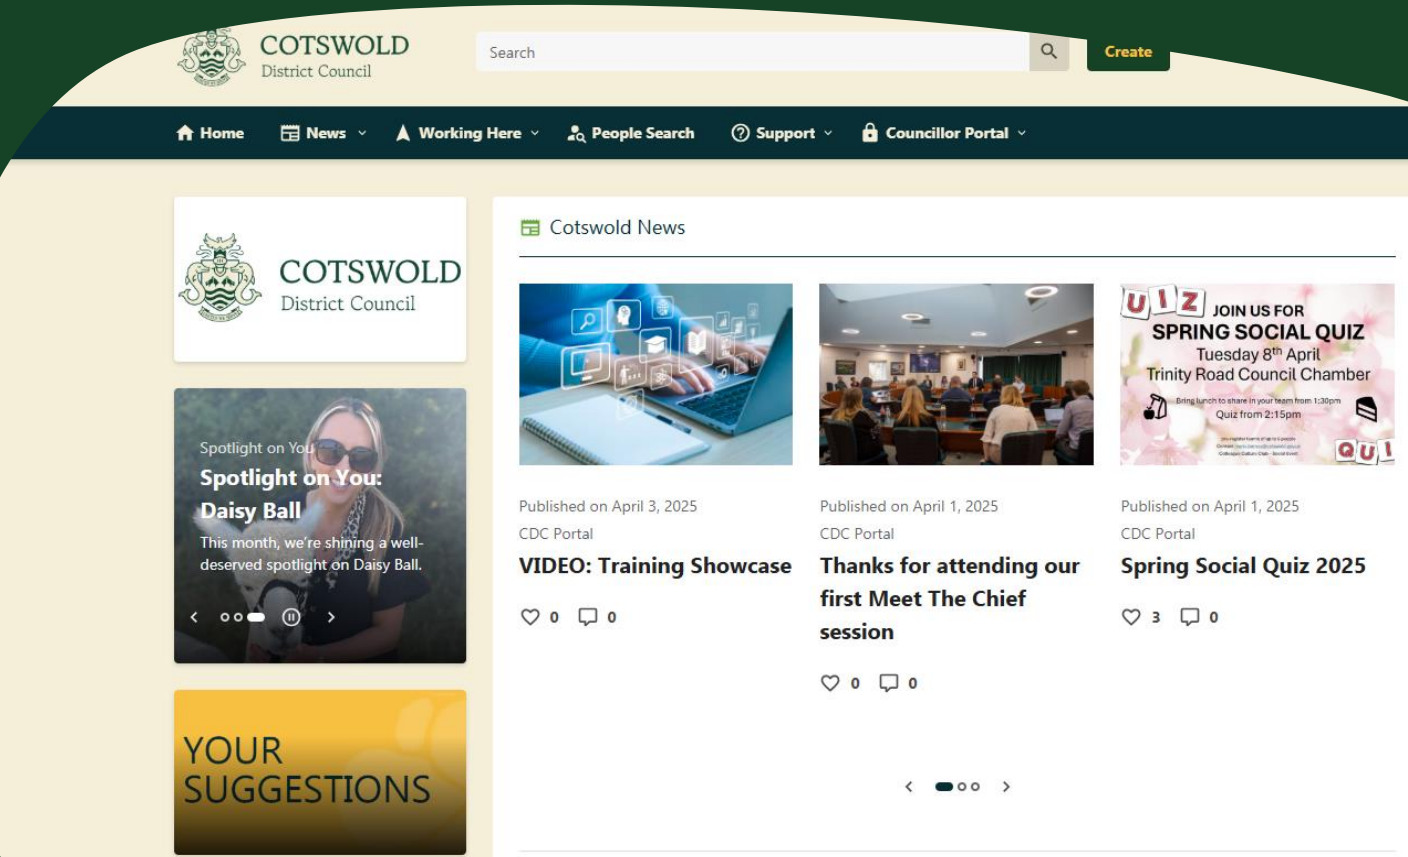 COTSWOLD
District Council
Search
Create
Home
News
Working Here
People Search
Support
Councillor Portal
COTSWOLD
District Council
Spotlight on You
Spotlight on You:
Daisy Ball
This month, we're shining a well-
deserved spotlight on Daisy Ball.
YOUR
SUGGESTIONS
Cotswold News
Published on April 3, 2025
CDC Portal
VIDEO: Training Showcase
0 0
Published on April 1, 2025
CDC Portal
Thanks for attending our
first Meet The Chief
session
0 0
UIZ
JOIN US FOR
SPRING SOCIAL QUIZ
Tuesday 8th April
Trinity Road Council Chamber
Bring lunch to share in your team from 1:30pm
Quiz from 2:15pm
QUI
Published on April 1, 2025
CDC Portal
Spring Social Quiz 2025
3 0